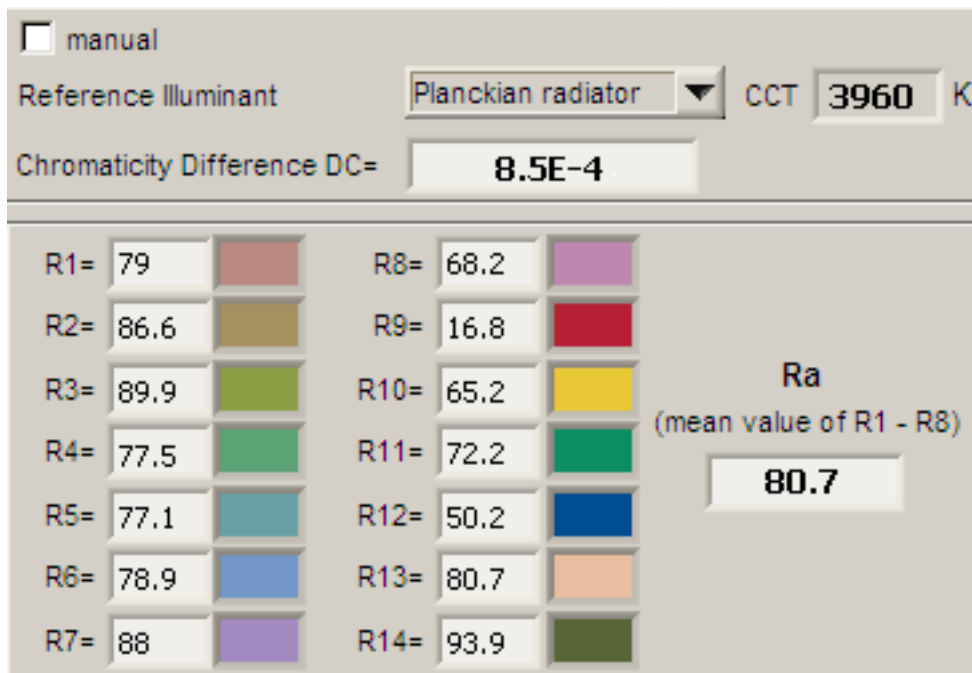 manual
Reference Illuminant Planckian radiator CCT 3960 K
Chromaticity Difference DC= 8.5E-4
R1= 79 R8= 68.2
R2= 86.6 R9= 16.8
R3= 89.9 R10= 65.2
R4= 77.5 R11= 72.2
R5= 77.1 R12= 50.2
R6= 78.9 R13= 80.7
R7= 88 R14= 93.9
Ra
(mean value of R1 - R8)
80.7